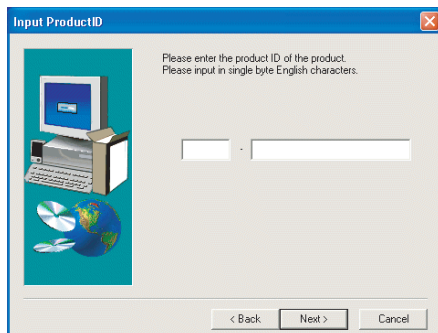 Input ProductID
Please enter the product ID of the product.
Please input in single byte English characters.
-
< Back
Next >
Cancel